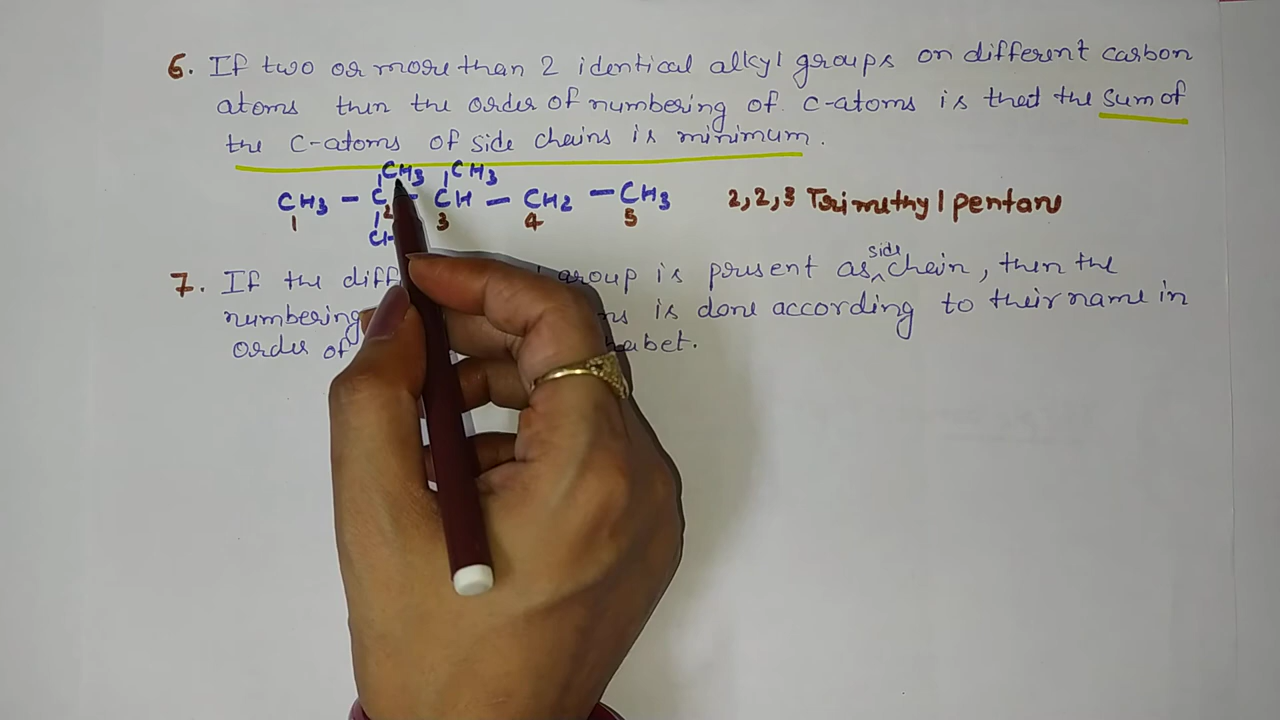 6. If two or more than 2 identical alkyl groups on different carbon
atoms then the order of numbering of c-atoms is that the sum of
the c-atoms of side chains is minimum.
CH3 CH3
CH3 - C - CH - CH2 - CH3 2,2,3 Trimethyl pentane
1 2 3 4 5
7. If the group is present as side chain, then the
numbering is done according to their name in
order of